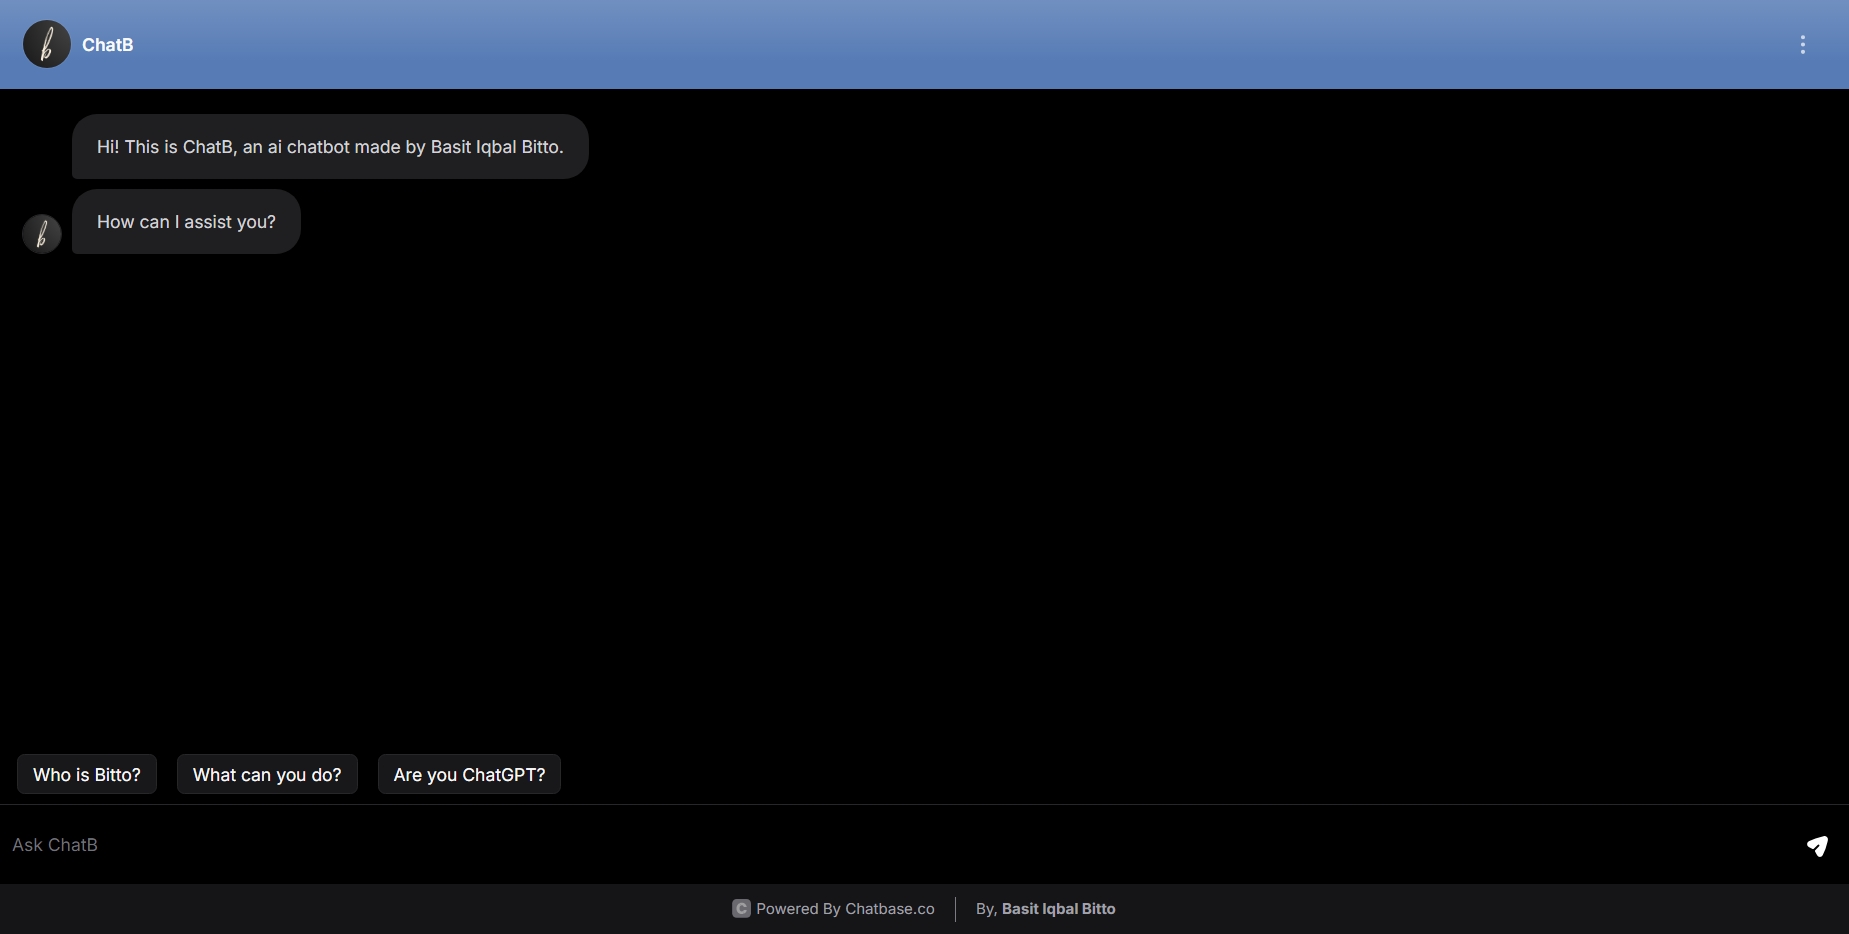 b
ChatB
Hi! This is ChatB, an ai chatbot made by Basit Iqbal Bitto.
How can I assist you?
b
Who is Bitto?
What can you do?
Are you ChatGPT?
Ask ChatB
C Powered By Chatbase.co
By, Basit Iqbal Bitto